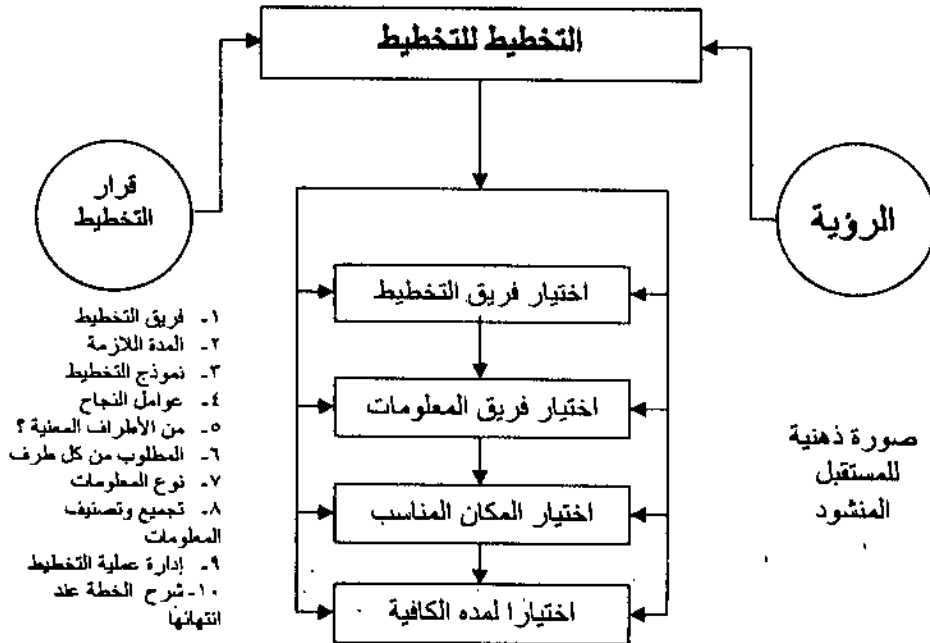 التخطيط للتخطيط
الرؤية
صورة ذهنية
للمستقبل
المنشود
قرار
التخطيط
١- فريق التخطيط
٢- المدة اللازمة
٣- نموذج التخطيط
٤- عوامل النجاح
٥- من الأطراف المعنية ؟
٦- المطلوب من كل طرف
٧- نوع المعلومات
٨- تجميع وتصنيف
المعلومات
٩- إدارة عملية التخطيط
١٠- شرح الخطة عند
انتهائها
اختيار فريق التخطيط
اختيار فريق المعلومات
اختيار المكان المناسب
اختيارا لمده الكافية